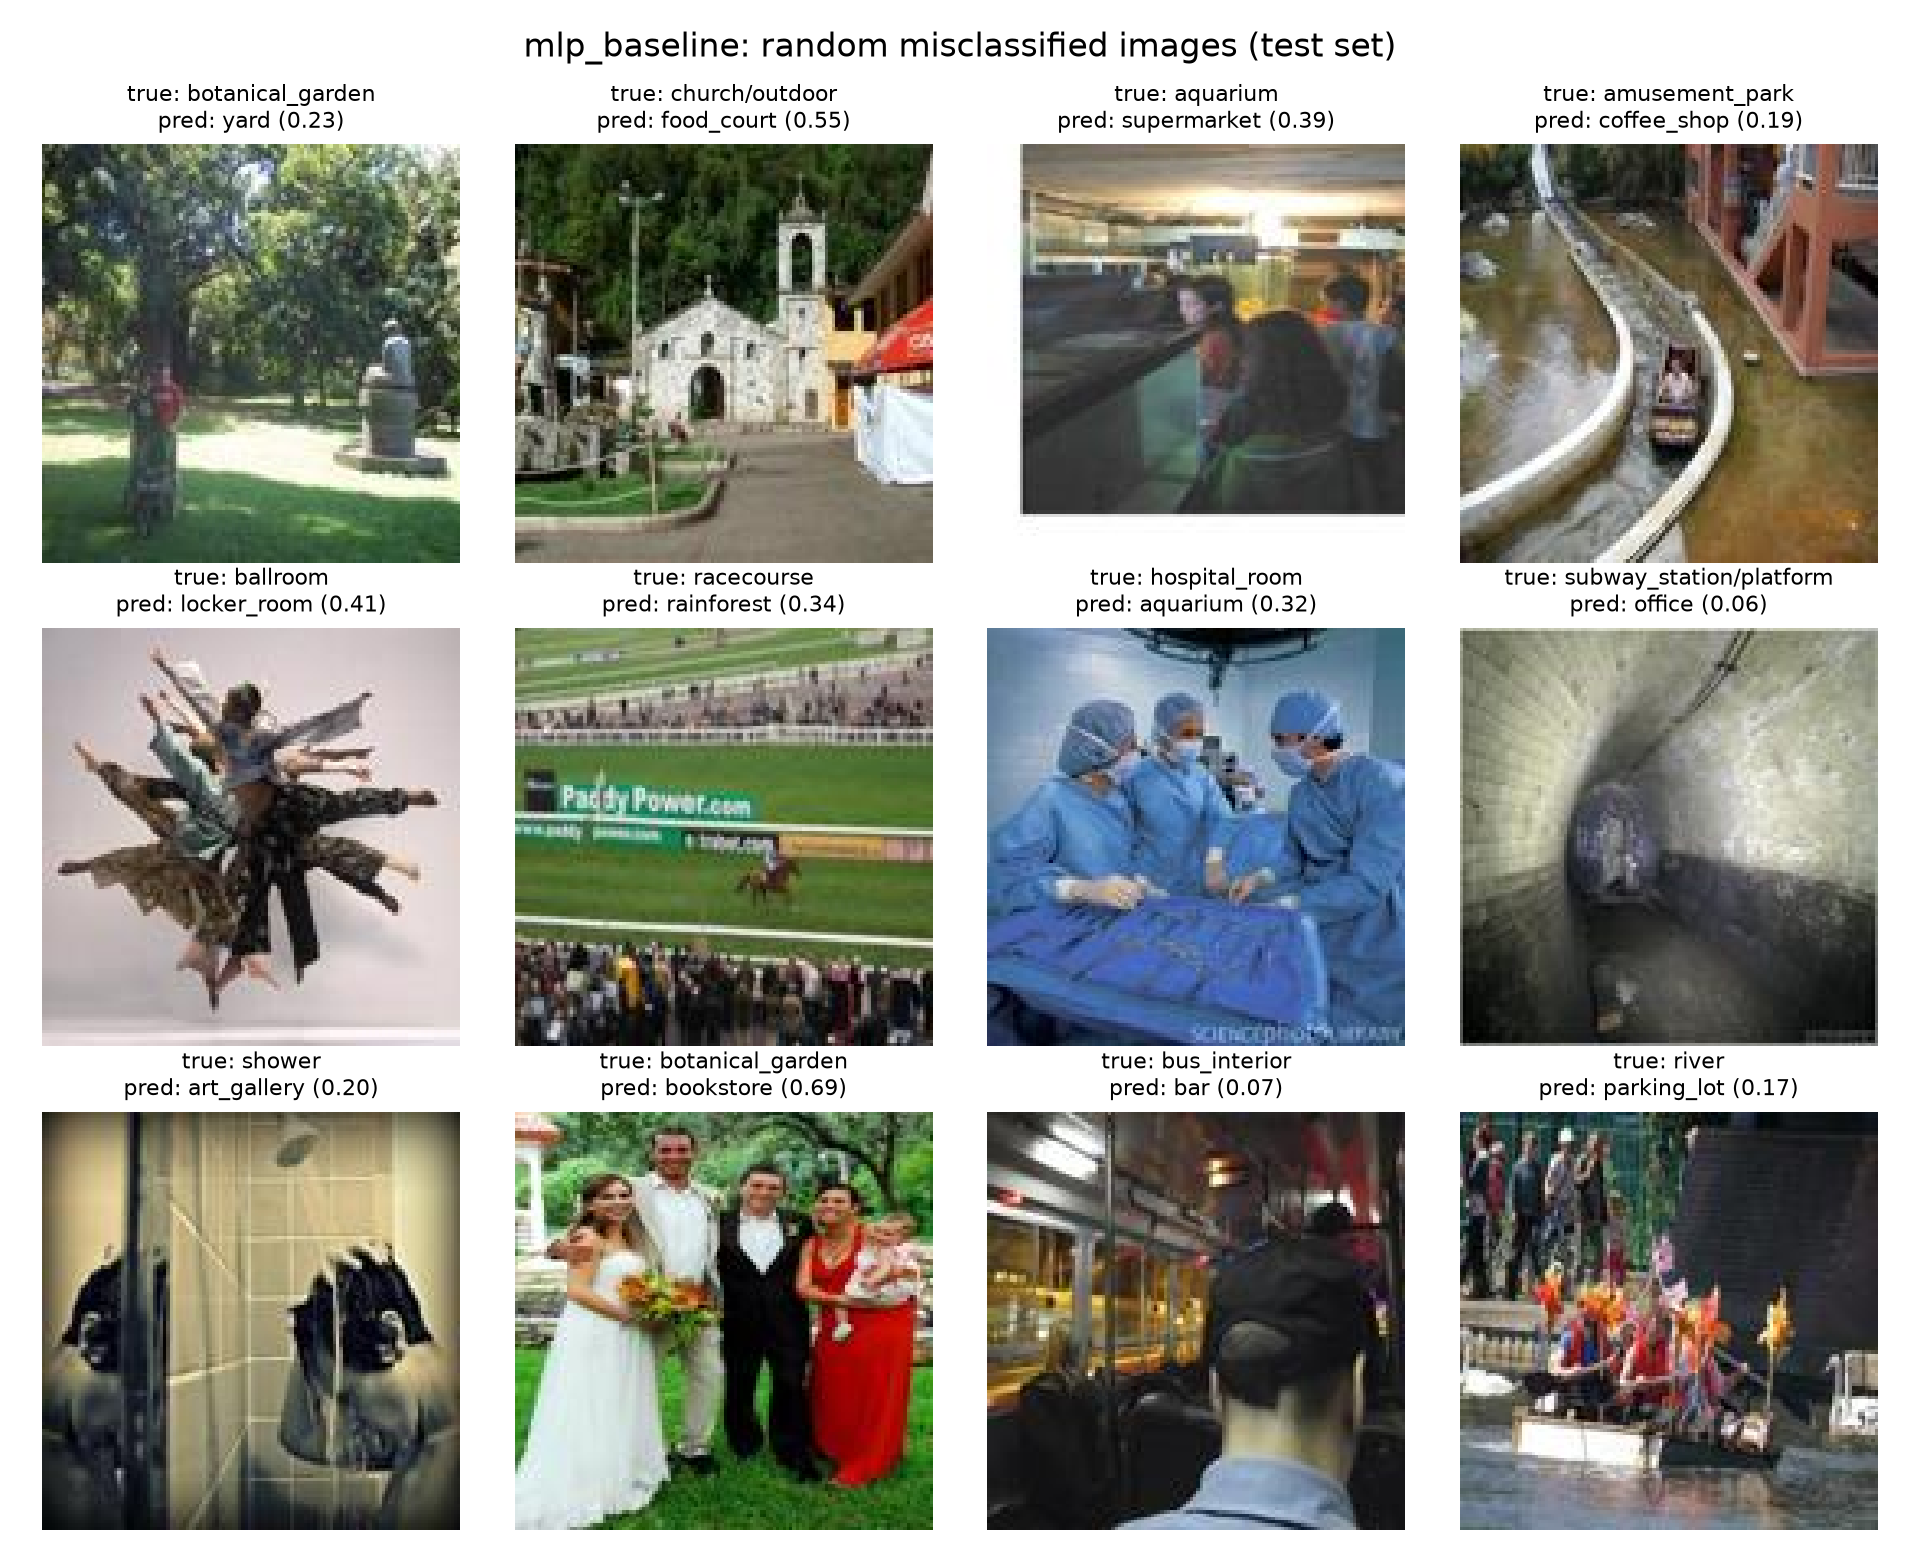 mlp_baseline: random misclassified images (test set)
true: botanical_garden
pred: yard (0.23)
true: church/outdoor
pred: food_court (0.55)
true: aquarium
pred: supermarket (0.39)
true: amusement_park
pred: coffee_shop (0.19)
true: ballroom
pred: locker_room (0.41)
true: racecourse
pred: rainforest (0.34)
Paddy Power.com
true: hospital_room
pred: aquarium (0.32)
SCIENCEPHOTOLIBRARY
true: subway_station/platform
pred: office (0.06)
true: shower
pred: art_gallery (0.20)
true: botanical_garden
pred: bookstore (0.69)
true: bus_interior
pred: bar (0.07)
true: river
pred: parking_lot (0.17)